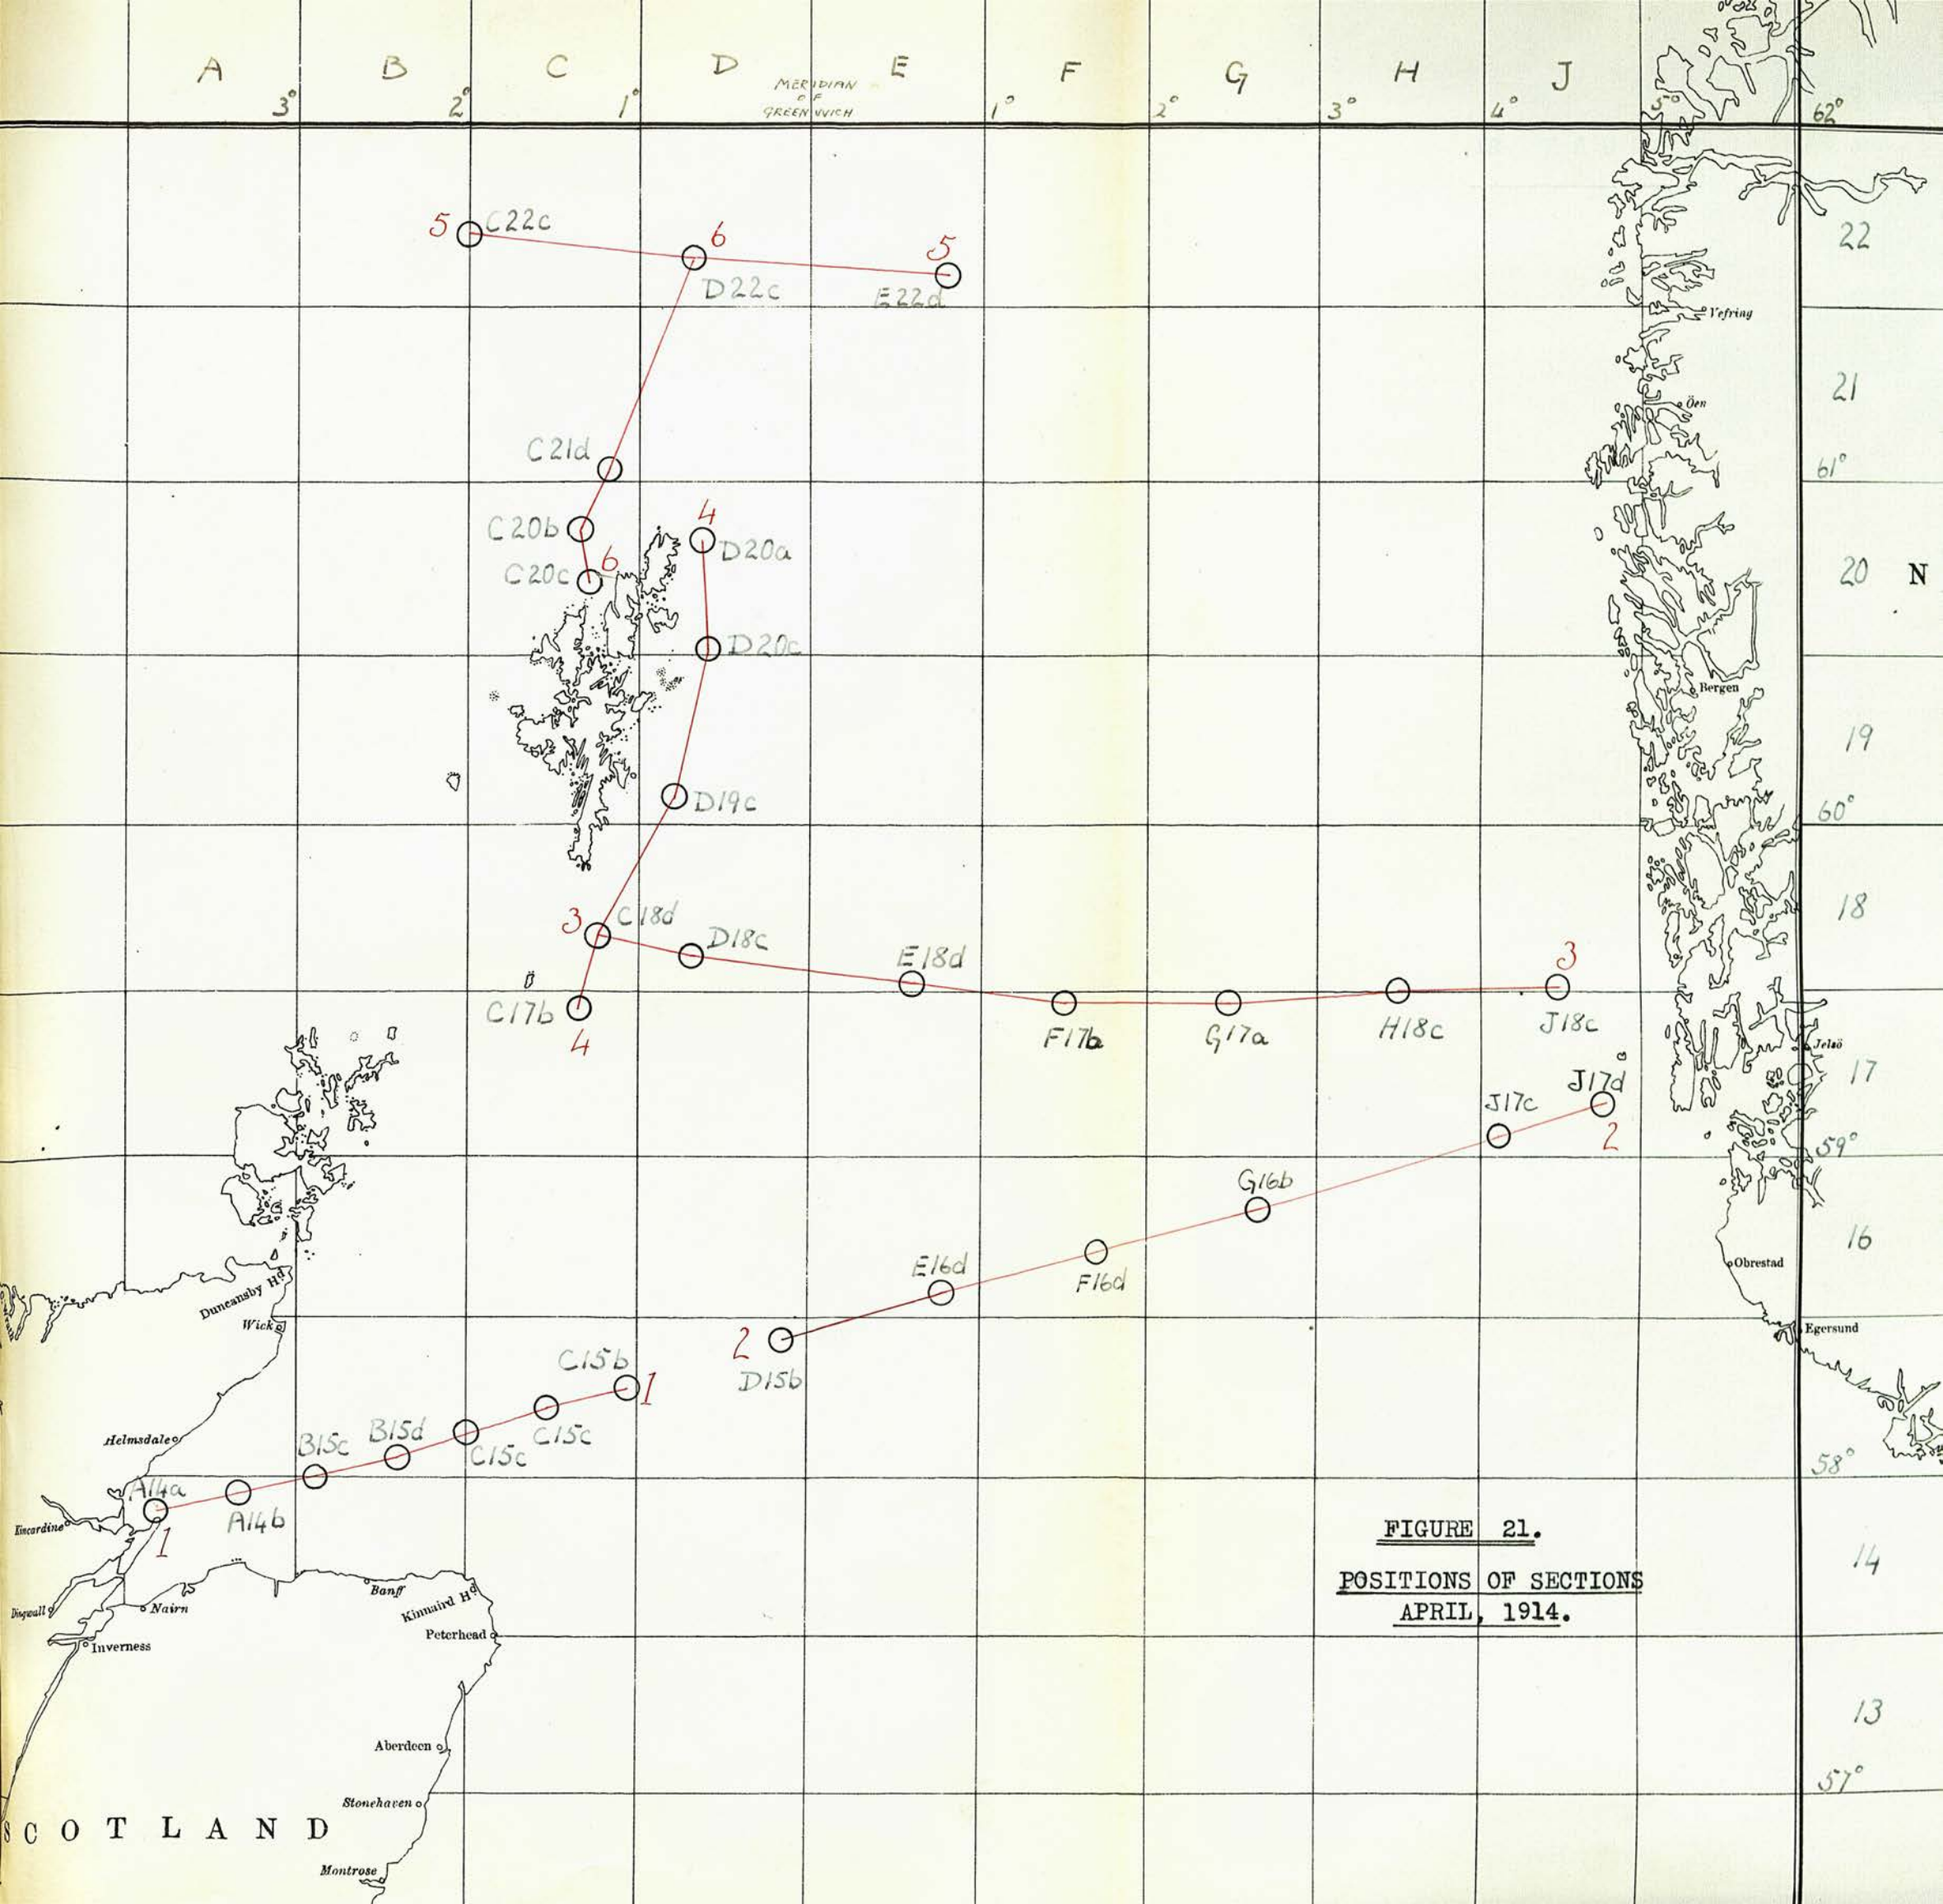 A B C D E F G H J
3° 2° 1° MERIDIAN OF GREENWICH 1° 2° 3° 4° 5° 62°
5 C22c 6 5 22
D22c E22d
Vefring
21
Öen
C21d 61°
4
C20b D20a
C20c 6 20 N
D20c
Bergen
19
D19c
60°
3 C18d 18
D18c E18d 3
C17b F17b G17a H18c J18c
4 Jelsö
17
J17c J17d
2
59°
G16b
16
E16d F16d Obrestad
Duncansby Hd
Wick Egersund
2
C15b D15b
1
Helmsdale B15c B15d C15c C15c
58°
A14a
A14b
Kincardine
1
FIGURE 21.
POSITIONS OF SECTIONS
APRIL, 1914.
14
Banff
Kinnaird Hd
Dingwall Nairn
Peterhead
Inverness
13
Aberdeen
57°
Stonehaven
SCOTLAND
Montrose